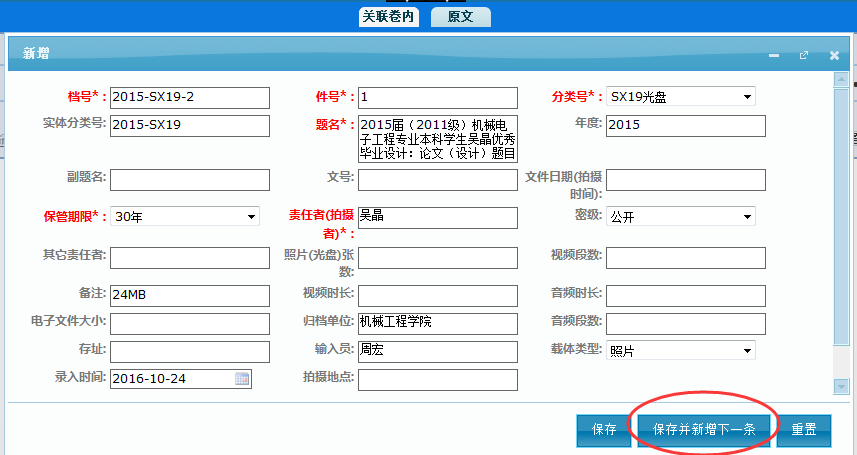 关联卷内 原文
新增
档号*: 2015-SX19-2 件号*: 1 分类号*: SX19光盘
实体分类号: 2015-SX19 题名*: 2015届（2011级）机械电
子工程专业本科学生吴晶优秀
毕业设计：论文（设计）题目 年度: 2015
副题名: 文号: 文件日期(拍摄
时间):
保管期限*: 30年 责任者(拍摄
者)*: 吴晶 密级: 公开
其它责任者: 照片(光盘)张
数: 视频段数:
备注: 24MB 视频时长: 音频时长:
电子文件大小: 归档单位: 机械工程学院 音频段数:
存址: 输入员: 周宏 载体类型: 照片
录入时间: 2016-10-24 拍摄地点:
保存 保存并新增下一条 重置